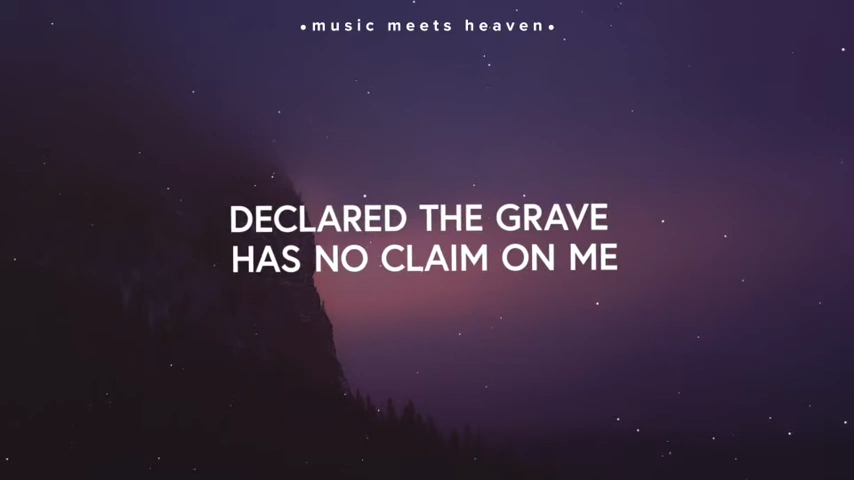 •music meets heaven•
DECLARED THE GRAVE
HAS NO CLAIM ON ME